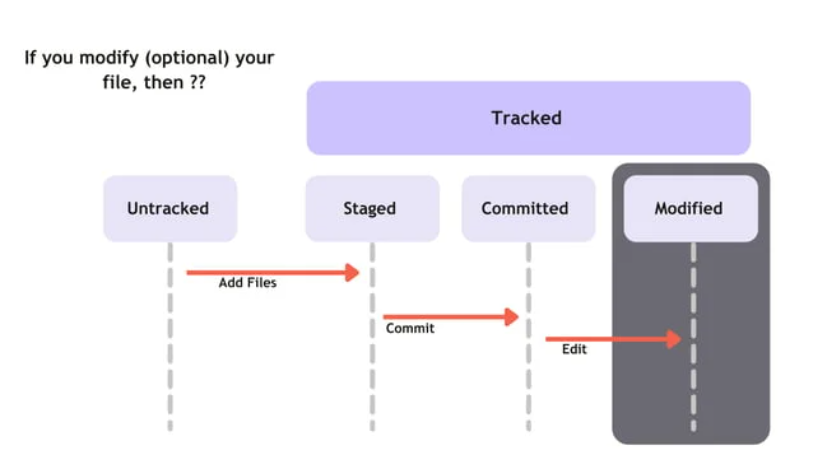 If you modify (optional) your
file, then ??
Tracked
Untracked
Staged
Committed
Modified
Add Files
Commit
Edit